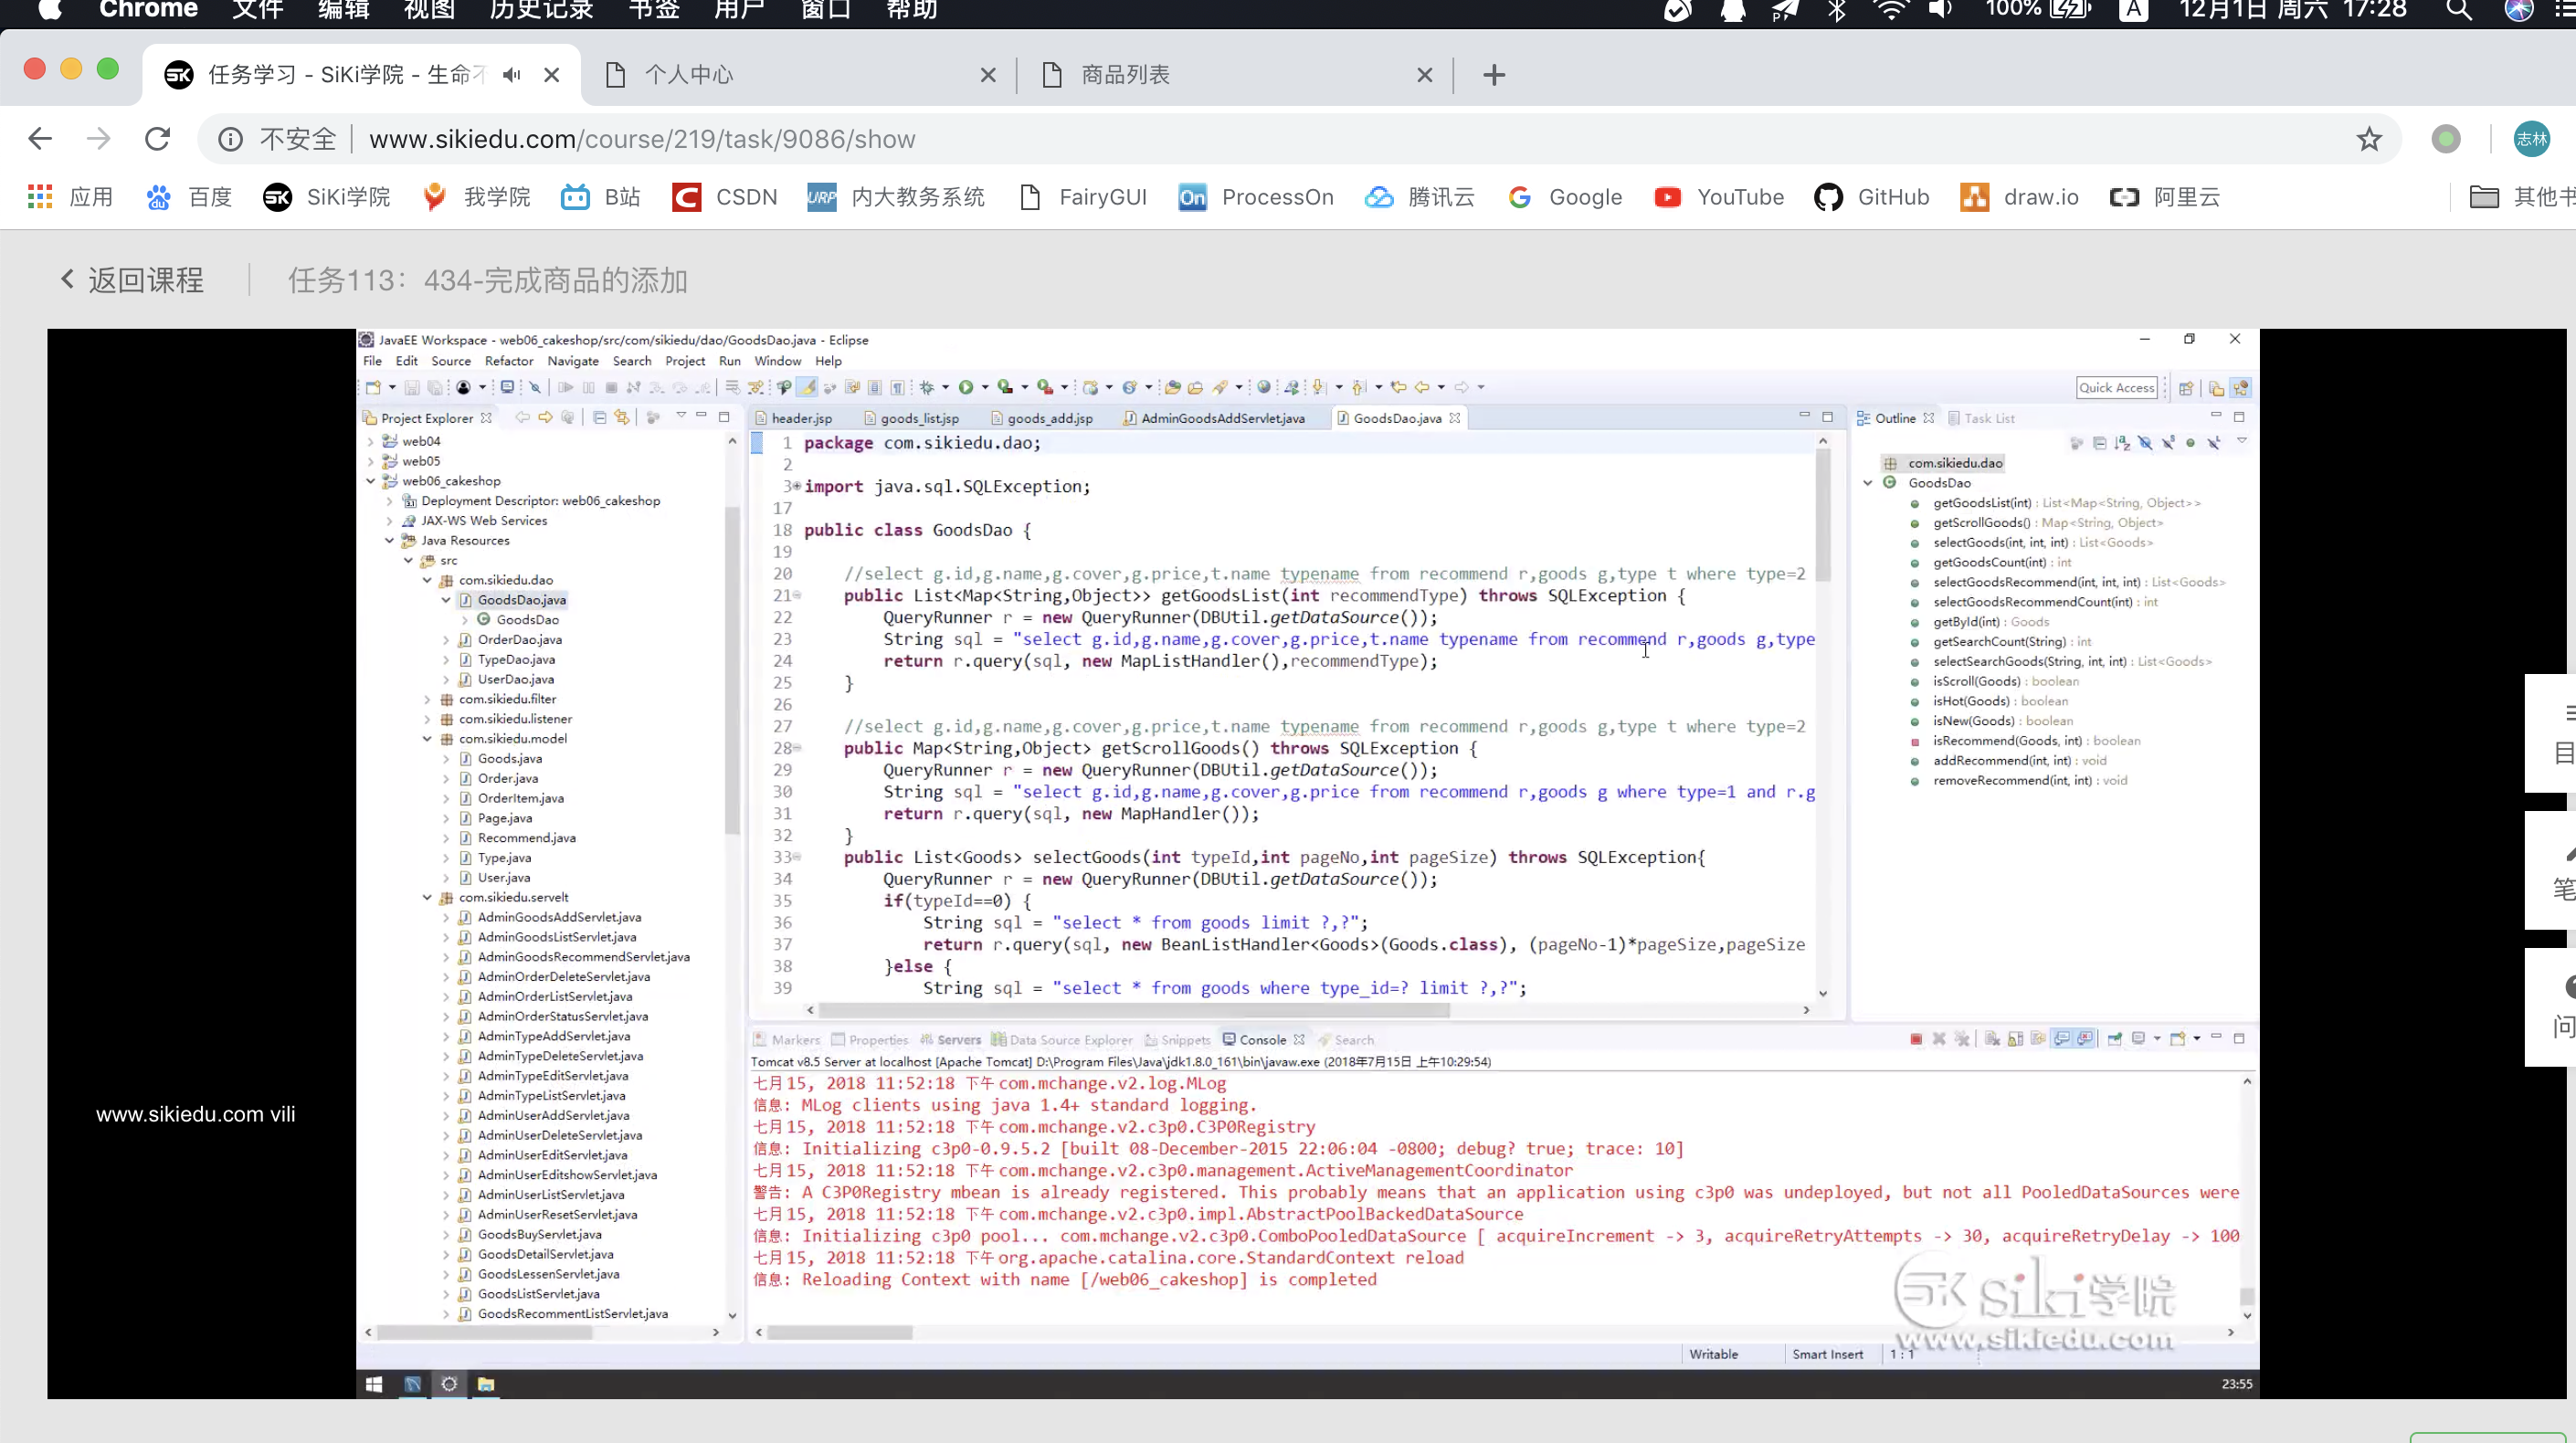 Chrome 文件 编辑 视图 历史记录 书签 用户 窗口 帮助 100% A 12月1日 周六 17:28
任务学习 - SiKi学院 - 生命不 个人中心 商品列表
不安全 www.sikiedu.com/course/219/task/9086/show 志林
应用 百度 SiKi学院 我学院 B站 CSDN 内大教务系统 FairyGUI ProcessOn 腾讯云 Google YouTube GitHub draw.io 阿里云 其他书
返回课程 任务113：434-完成商品的添加
JavaEE Workspace - web06_cakeshop/src/com/sikiedu/dao/GoodsDao.java - Eclipse
File Edit Source Refactor Navigate Search Project Run Window Help
Quick Access
Project Explorer
web04
web05
web06_cakeshop
Deployment Descriptor: web06_cakeshop
JAX-WS Web Services
Java Resources
src
com.sikiedu.dao
GoodsDao.java
GoodsDao
OrderDao.java
TypeDao.java
UserDao.java
com.sikiedu.filter
com.sikiedu.listener
com.sikiedu.model
Goods.java
Order.java
OrderItem.java
Page.java
Recommend.java
Type.java
User.java
com.sikiedu.servelt
AdminGoodsAddServlet.java
AdminGoodsListServlet.java
AdminGoodsRecommendServlet.java
AdminOrderDeleteServlet.java
AdminOrderListServlet.java
AdminOrderStatusServlet.java
AdminTypeAddServlet.java
AdminTypeDeleteServlet.java
AdminTypeEditServlet.java
AdminTypeListServlet.java
AdminUserAddServlet.java
AdminUserDeleteServlet.java
AdminUserEditServlet.java
AdminUserEditshowServlet.java
AdminUserListServlet.java
AdminUserResetServlet.java
GoodsBuyServlet.java
GoodsDetailServlet.java
GoodsLessenServlet.java
GoodsListServlet.java
GoodsRecommentListServlet.java
header.jsp goods_list.jsp goods_add.jsp AdminGoodsAddServlet.java GoodsDao.java
1 package com.sikiedu.dao;
2
3 import java.sql.SQLException;
17
18 public class GoodsDao {
19
20 //select g.id,g.name,g.cover,g.price,t.name typename from recommend r,goods g,type t where type=2
21 public List<Map<String,Object>> getGoodsList(int recommendType) throws SQLException {
22 QueryRunner r = new QueryRunner(DBUtil.getDataSource());
23 String sql = "select g.id,g.name,g.cover,g.price,t.name typename from recommend r,goods g,type
24 return r.query(sql, new MapListHandler(),recommendType);
25 }
26
27 //select g.id,g.name,g.cover,g.price,t.name typename from recommend r,goods g,type t where type=2
28 public Map<String,Object> getScrollGoods() throws SQLException {
29 QueryRunner r = new QueryRunner(DBUtil.getDataSource());
30 String sql = "select g.id,g.name,g.cover,g.price from recommend r,goods g where type=1 and r.g
31 return r.query(sql, new MapHandler());
32 }
33 public List<Goods> selectGoods(int typeId,int pageNo,int pageSize) throws SQLException{
34 QueryRunner r = new QueryRunner(DBUtil.getDataSource());
35 if(typeId==0) {
36 String sql = "select * from goods limit ?,?";
37 return r.query(sql, new BeanListHandler<Goods>(Goods.class), (pageNo-1)*pageSize,pageSize
38 }else {
39 String sql = "select * from goods where type_id=? limit ?,?";
Outline Task List
com.sikiedu.dao
GoodsDao
getGoodsList(int) : List<Map<String, Object>>
getScrollGoods() : Map<String, Object>
selectGoods(int, int, int) : List<Goods>
getGoodsCount(int) : int
selectGoodsRecommend(int, int, int) : List<Goods>
selectGoodsRecommendCount(int) : int
getById(int) : Goods
getSearchCount(String) : int
selectSearchGoods(String, int, int) : List<Goods>
isScroll(Goods) : boolean
isHot(Goods) : boolean
isNew(Goods) : boolean
isRecommend(Goods, int) : boolean
addRecommend(int, int) : void
removeRecommend(int, int) : void
目
笔
问
Markers Properties Servers Data Source Explorer Snippets Console Search
Tomcat v8.5 Server at localhost [Apache Tomcat] D:\Program Files\Java\jdk1.8.0_161\bin\javaw.exe (2018年7月15日 上午10:29:54)
七月 15, 2018 11:52:18 下午 com.mchange.v2.log.MLog
信息: MLog clients using java 1.4+ standard logging.
七月 15, 2018 11:52:18 下午 com.mchange.v2.c3p0.C3P0Registry
信息: Initializing c3p0-0.9.5.2 [built 08-December-2015 22:06:04 -0800; debug? true; trace: 10]
七月 15, 2018 11:52:18 下午 com.mchange.v2.c3p0.management.ActiveManagementCoordinator
警告: A C3P0Registry mbean is already registered. This probably means that an application using c3p0 was undeployed, but not all PooledDataSources were
七月 15, 2018 11:52:18 下午 com.mchange.v2.c3p0.impl.AbstractPoolBackedDataSource
信息: Initializing c3p0 pool... com.mchange.v2.c3p0.ComboPooledDataSource [ acquireIncrement -> 3, acquireRetryAttempts -> 30, acquireRetryDelay -> 100
七月 15, 2018 11:52:18 下午 org.apache.catalina.core.StandardContext reload
信息: Reloading Context with name [/web06_cakeshop] is completed
www.sikiedu.com vili
siki学院
www.sikiedu.com
Writable Smart Insert 1 : 1
23:55